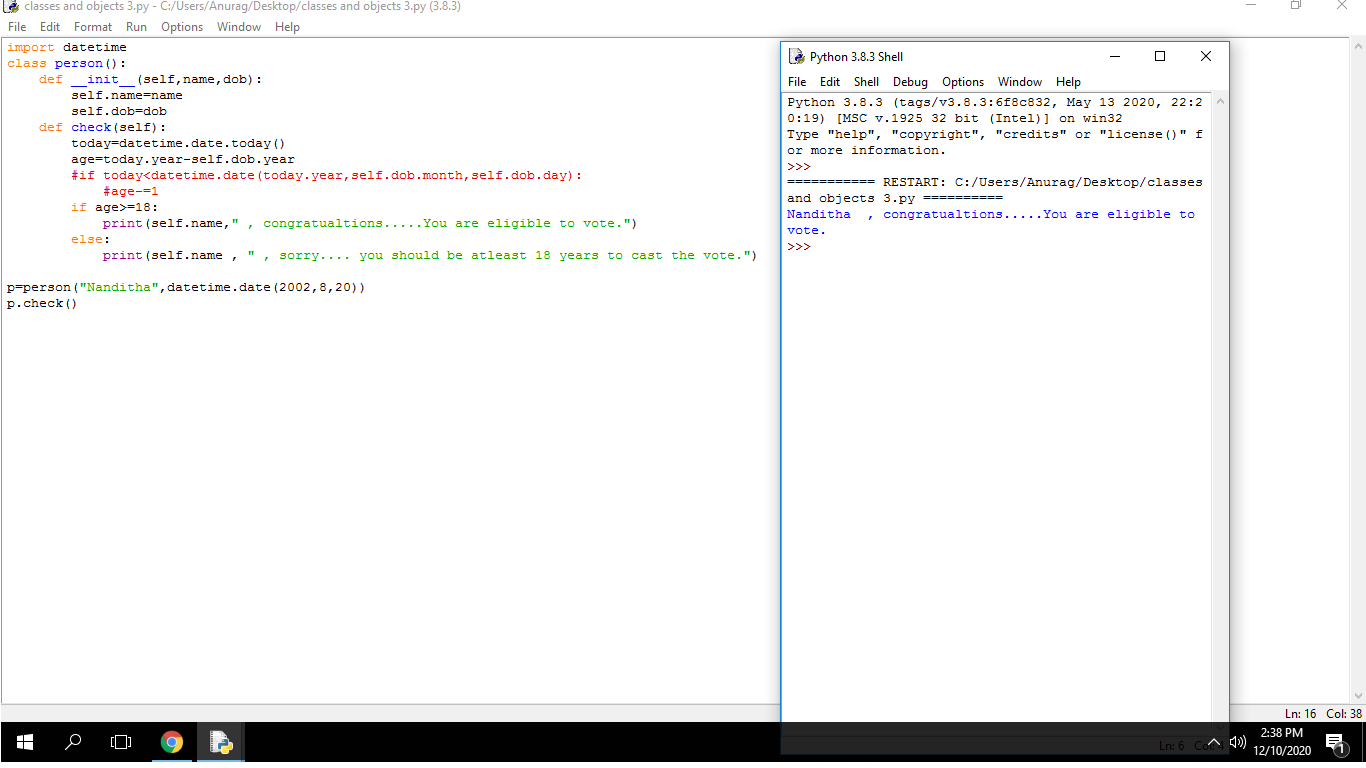 classes and objects 3.py - C:/Users/Anurag/Desktop/classes and objects 3.py (3.8.3)
File Edit Format Run Options Window Help
import datetime
class person():
    def __init__(self,name,dob):
        self.name=name
        self.dob=dob
    def check(self):
        today=datetime.date.today()
        age=today.year-self.dob.year
        #if today<datetime.date(today.year,self.dob.month,self.dob.day):
            #age-=1
        if age>=18:
            print(self.name," , congratualtions.....You are eligible to vote.")
        else:
            print(self.name , " , sorry.... you should be atleast 18 years to cast the vote.")
p=person("Nanditha",datetime.date(2002,8,20))
p.check()
Python 3.8.3 Shell
File Edit Shell Debug Options Window Help
Python 3.8.3 (tags/v3.8.3:6f8c832, May 13 2020, 22:2
0:19) [MSC v.1925 32 bit (Intel)] on win32
Type "help", "copyright", "credits" or "license()" f
or more information.
>>>
=========== RESTART: C:/Users/Anurag/Desktop/classes
and objects 3.py ==========
Nanditha  , congratualtions.....You are eligible to
vote.
>>>
Ln: 16 Col: 38
Ln: 6 Col: 4
2:38 PM
12/10/2020
1